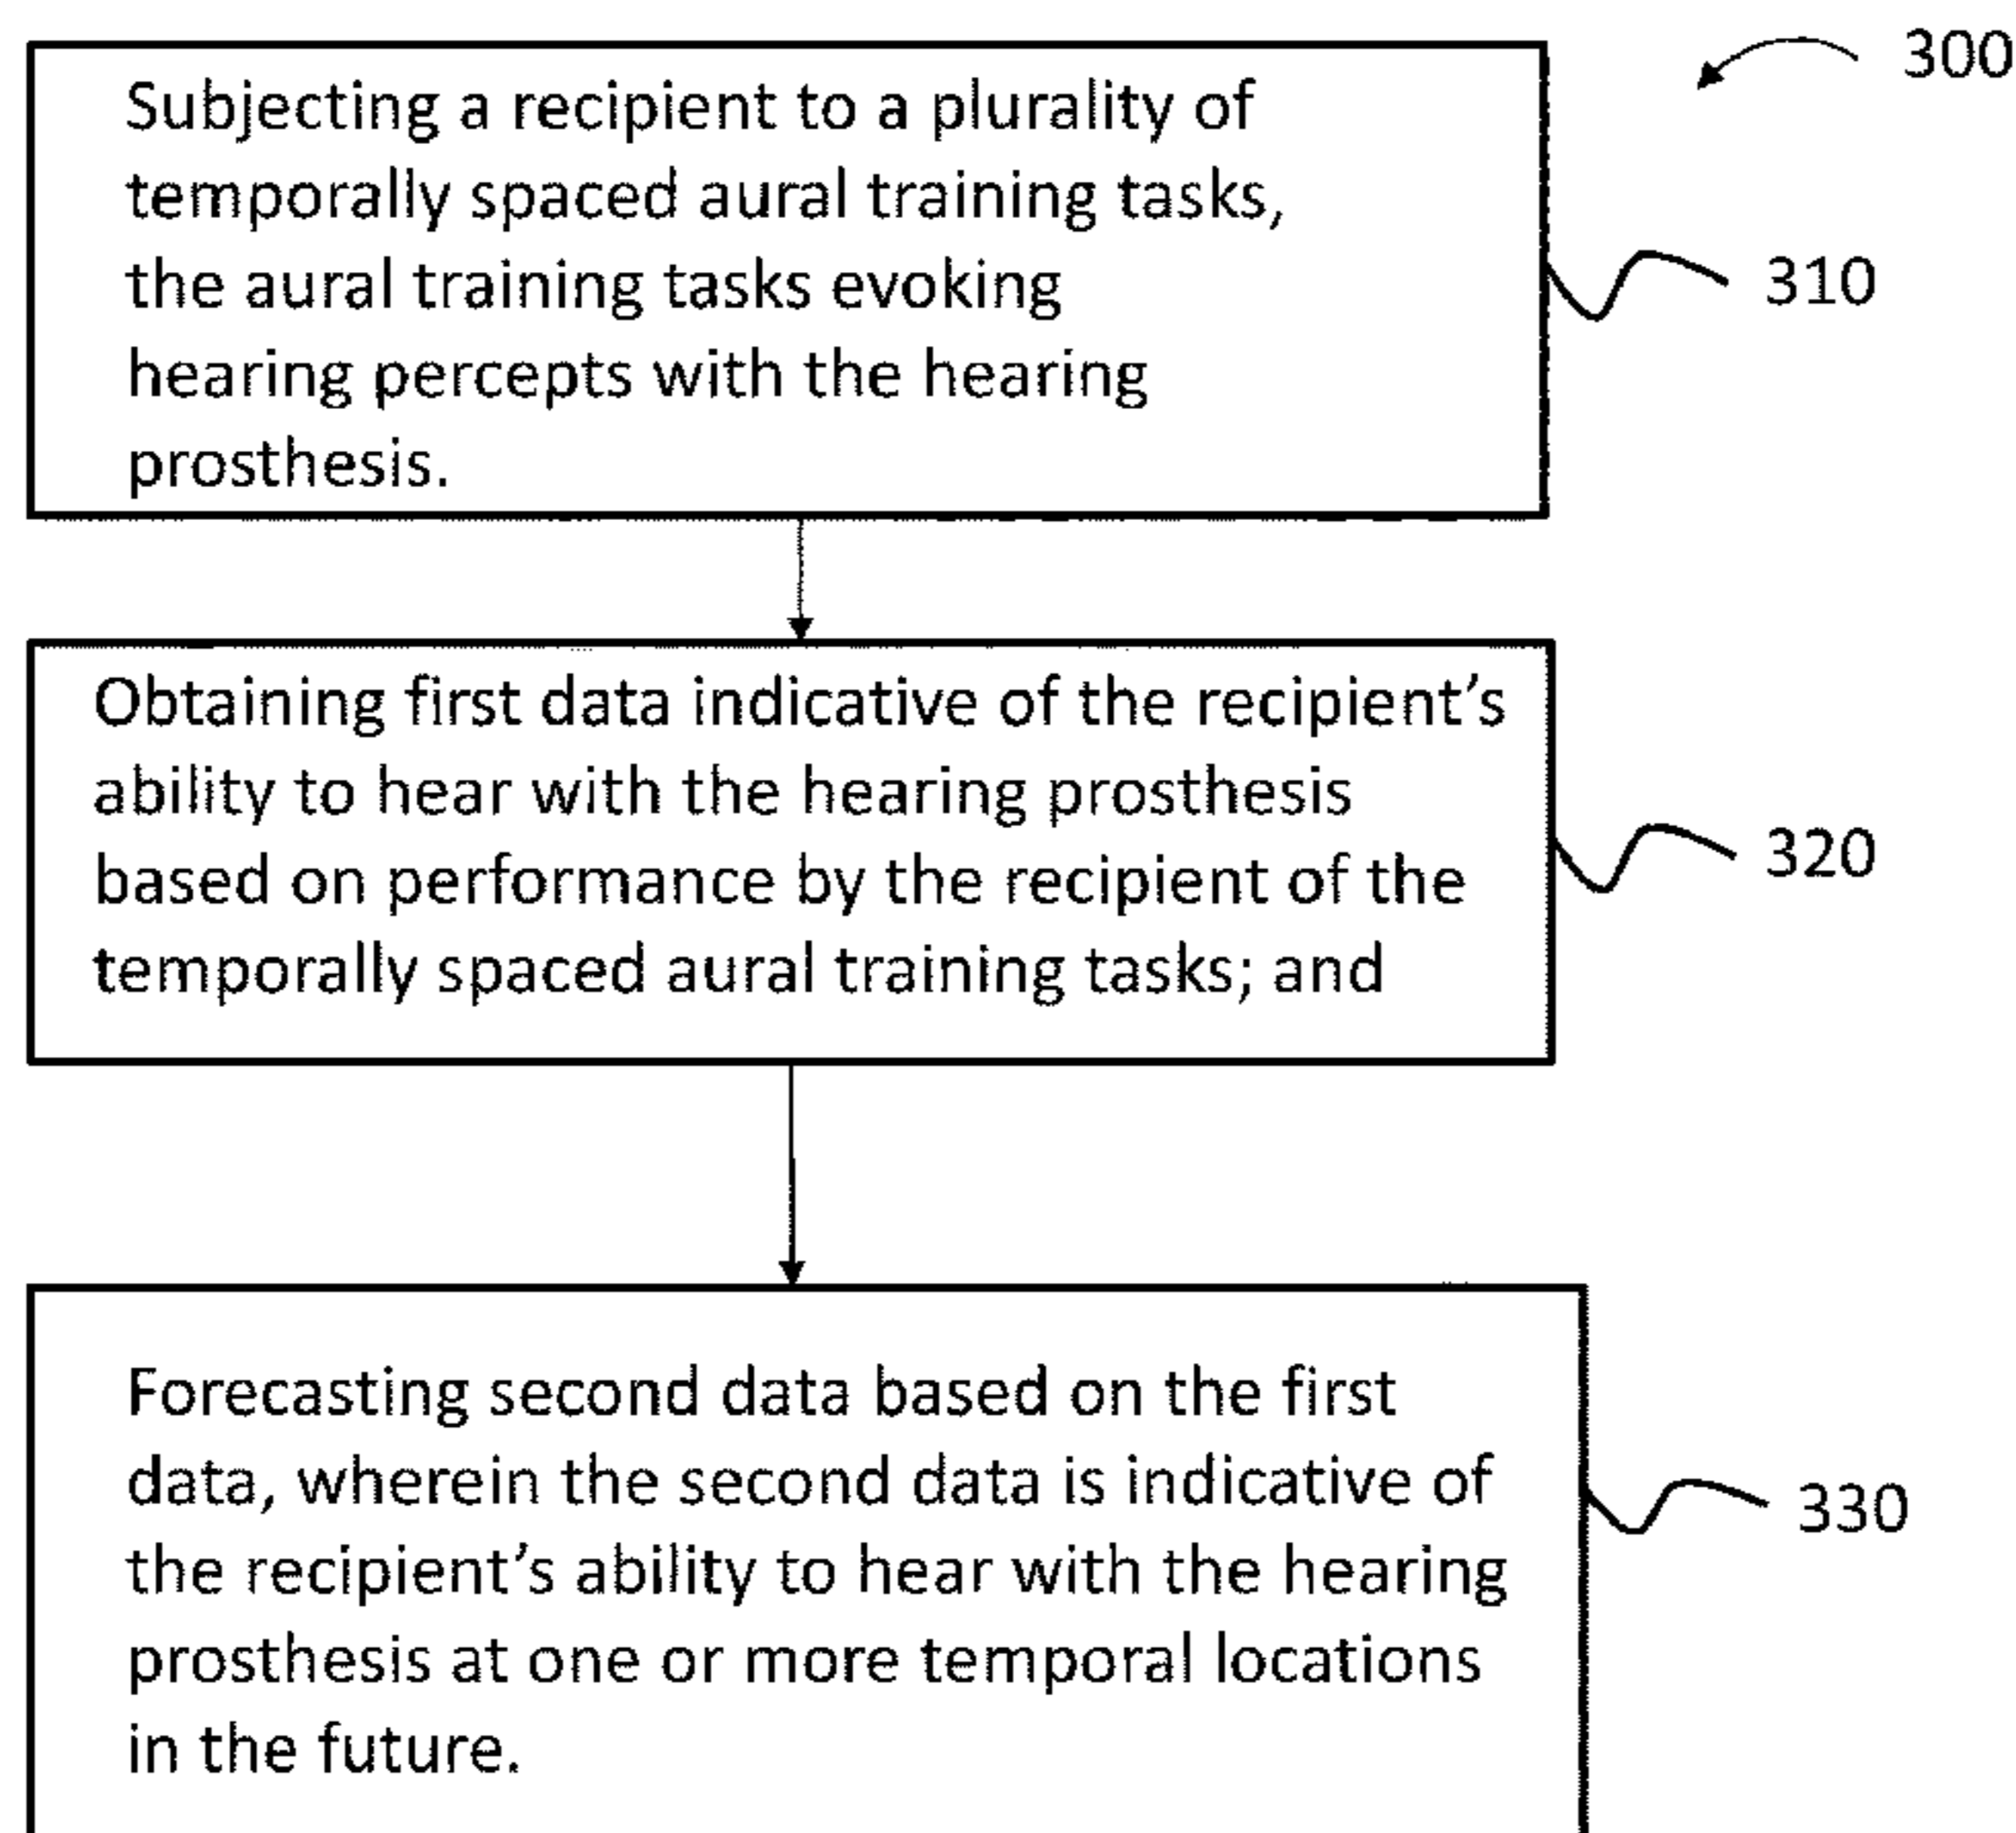 300
Subjecting a recipient to a plurality of
temporally spaced aural training tasks,
the aural training tasks evoking
hearing percepts with the hearing
prosthesis.
310
Obtaining first data indicative of the recipient’s
ability to hear with the hearing prosthesis
based on performance by the recipient of the
temporally spaced aural training tasks; and
320
Forecasting second data based on the first
data, wherein the second data is indicative of
the recipient’s ability to hear with the hearing
prosthesis at one or more temporal locations
in the future.
330